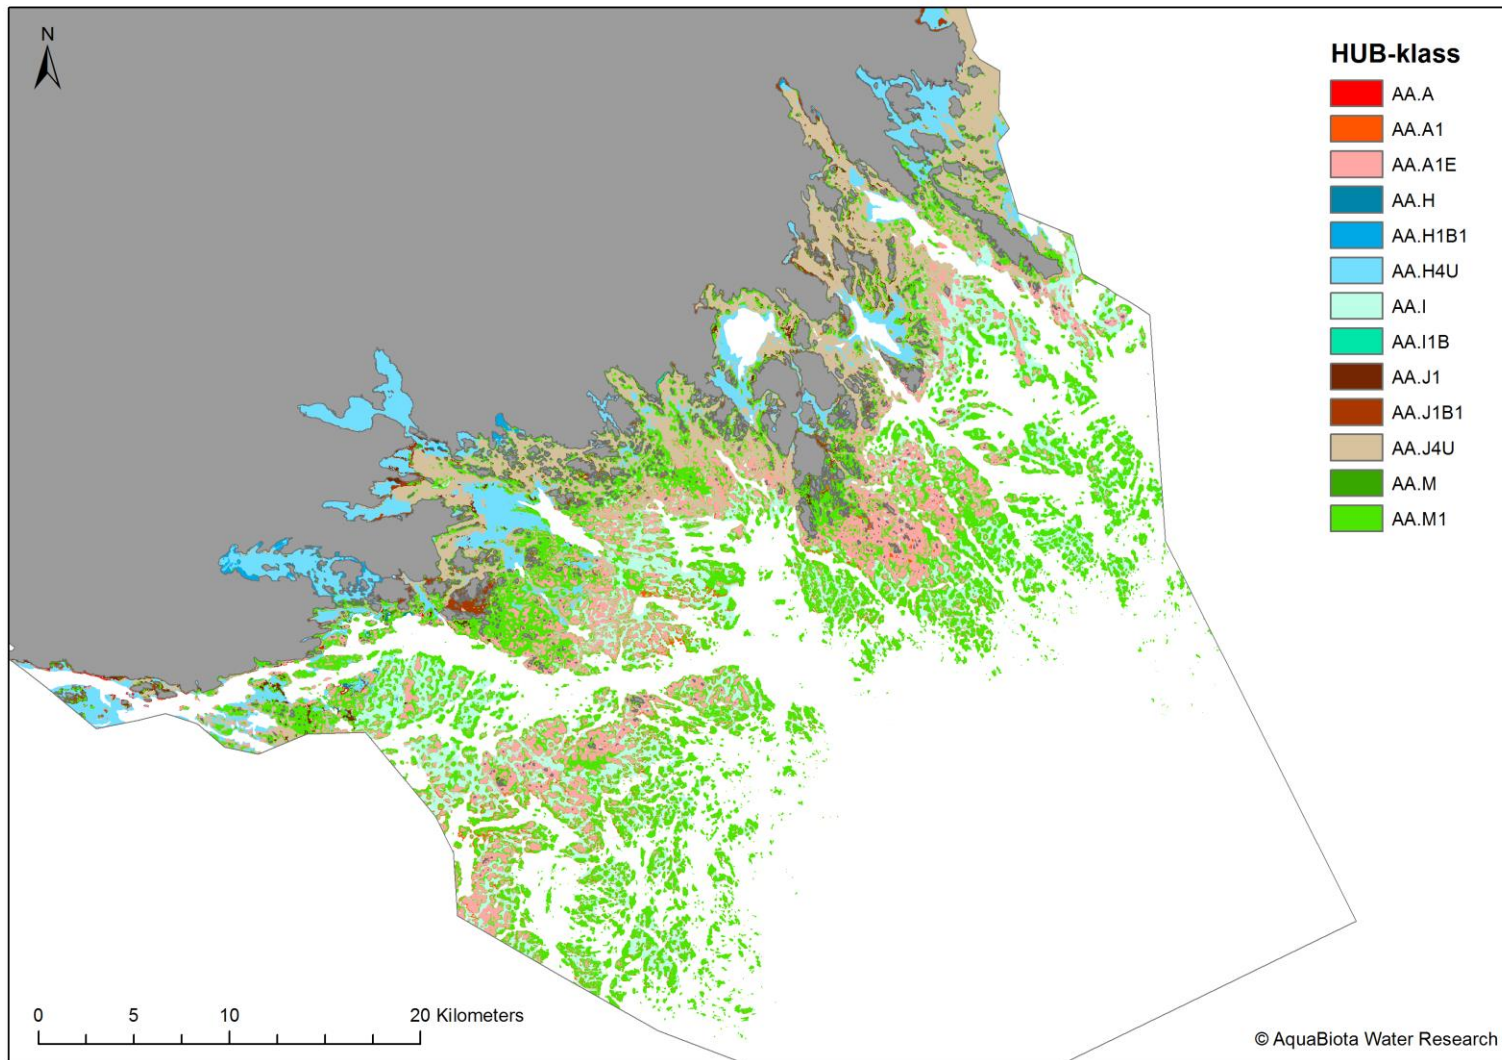 N
HUB-klass
AA.A
AA.A1
AA.A1E
AA.H
AA.H1B1
AA.H4U
AA.I
AA.I1B
AA.J1
AA.J1B1
AA.J4U
AA.M
AA.M1
0 5 10 20 Kilometers
© AquaBiota Water Research